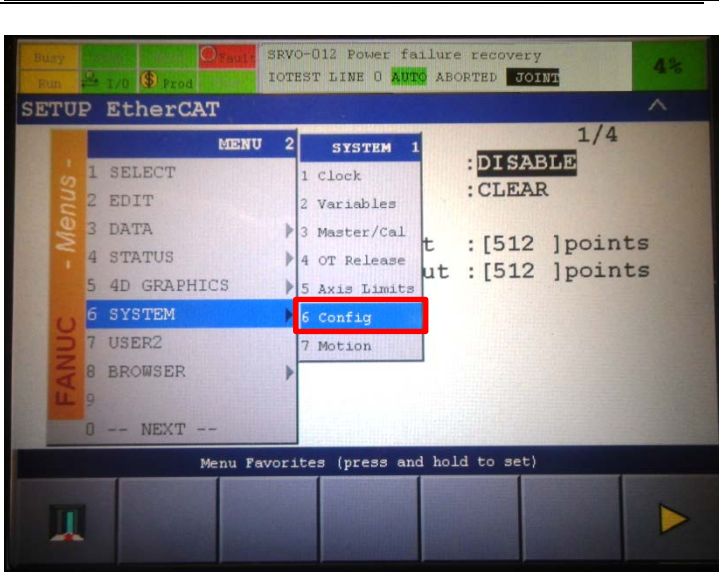 Busy
Fault
SRVO-012 Power failure recovery
Run
I/O
Prod
IOTEST LINE 0 AUTO ABORTED JOINT
4%
SETUP EtherCAT
1/4
- Menus -
FANUC
MENU 2
1 SELECT
2 EDIT
3 DATA
4 STATUS
5 4D GRAPHICS
6 SYSTEM
7 USER2
8 BROWSER
9
0 -- NEXT --
SYSTEM 1
1 Clock
2 Variables
3 Master/Cal
4 OT Release
5 Axis Limits
6 Config
7 Motion
:DISABLE
:CLEAR
t :[512 ]points
ut :[512 ]points
Menu Favorites (press and hold to set)